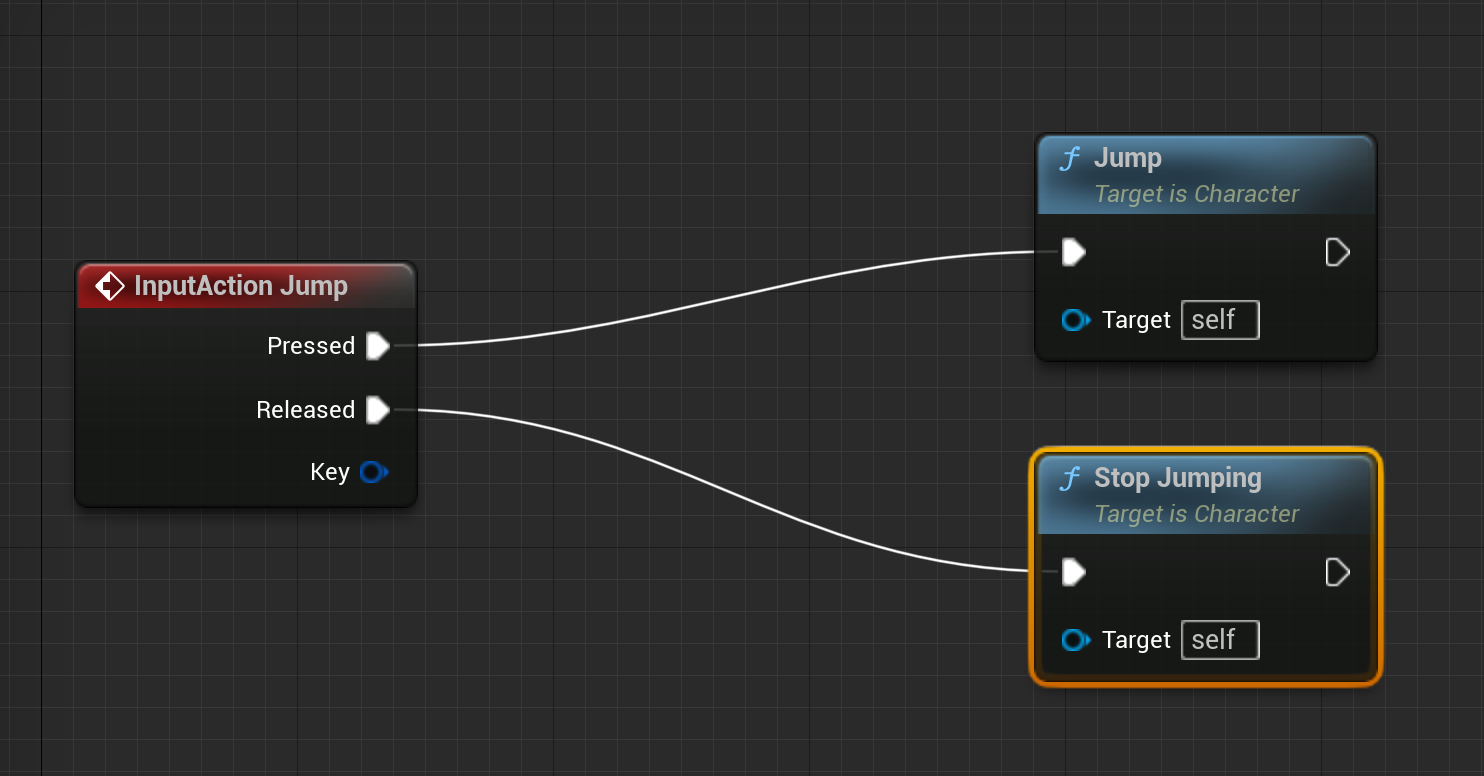 InputAction Jump
Pressed
Released
Key
Jump
Target is Character
Target self
Stop Jumping
Target is Character
Target self